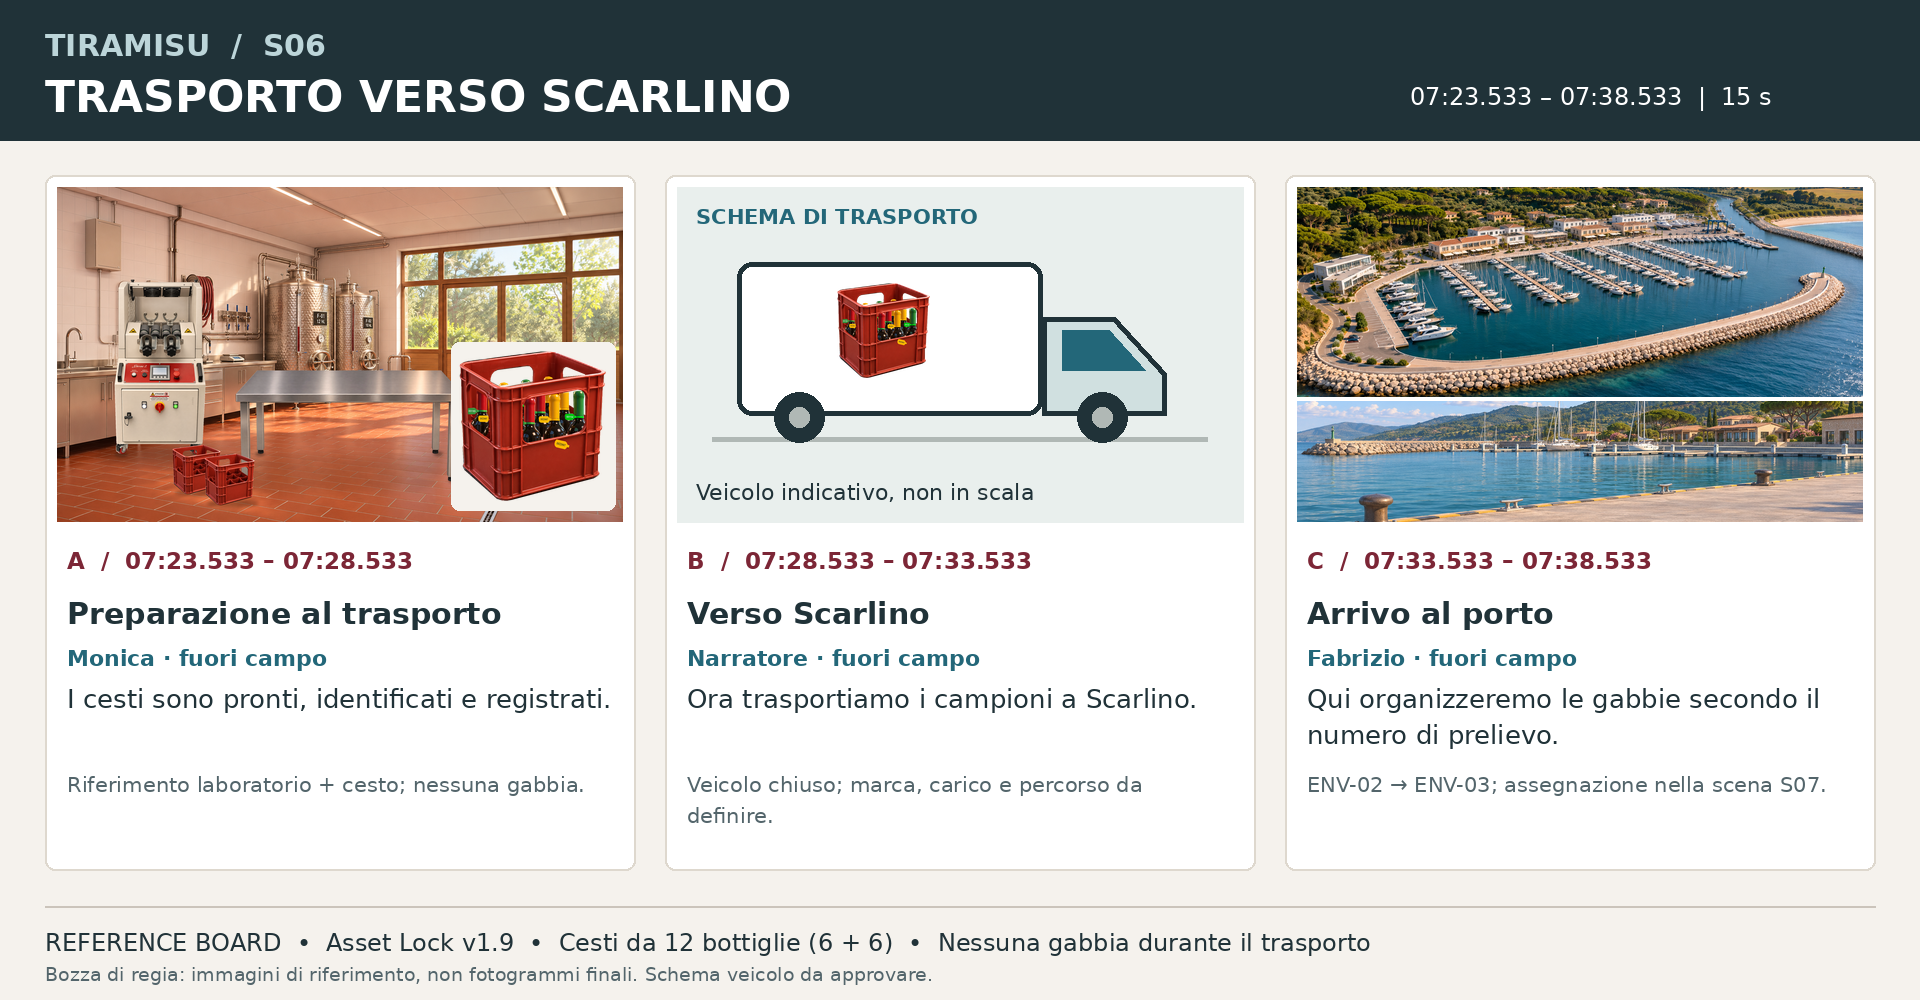 TIRAMISU / S06
TRASPORTO VERSO SCARLINO
07:23.533 – 07:38.533 | 15 s
SCHEMA DI TRASPORTO
Veicolo indicativo, non in scala
A / 07:23.533 – 07:28.533
Preparazione al trasporto
Monica · fuori campo
I cesti sono pronti, identificati e registrati.
Riferimento laboratorio + cesto; nessuna gabbia.
B / 07:28.533 – 07:33.533
Verso Scarlino
Narratore · fuori campo
Ora trasportiamo i campioni a Scarlino.
Veicolo chiuso; marca, carico e percorso da
definire.
C / 07:33.533 – 07:38.533
Arrivo al porto
Fabrizio · fuori campo
Qui organizzeremo le gabbie secondo il
numero di prelievo.
ENV-02 → ENV-03; assegnazione nella scena S07.
REFERENCE BOARD • Asset Lock v1.9 • Cesti da 12 bottiglie (6 + 6) • Nessuna gabbia durante il trasporto
Bozza di regia: immagini di riferimento, non fotogrammi finali. Schema veicolo da approvare.